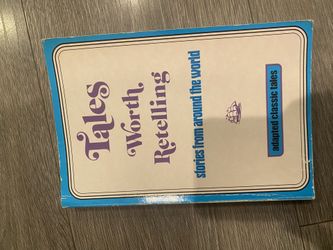 Tales
Worth
Retelling
stories from around the world
adapted classic tales